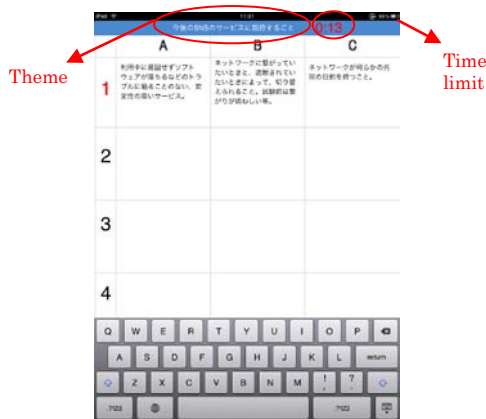 iPad
11:31
今後のSNSのサービスに期待すること
0:13
Theme
Time
limit
A B C
1
利用中に遅延せずソフト
ウェアが落ちるなどのトラ
ブルに陥ることのない、安
定性の高いサービス。
ネットワークに繋がってい
たいときと、遮断されてい
たいときによって、切り替
えられること。試験前は繋
がりが煩わしい等。
ネットワークが何らかの共
同の目的を持つこと。
2
3
4
Q W E R T Y U I O P
A S D F G H J K L return
Z X C V B N M ! , ? .
.?123 .?123